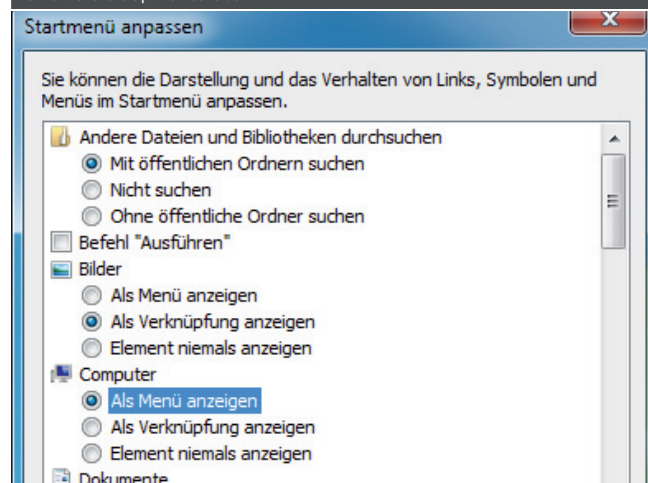 Startmenü anpassen
Sie können die Darstellung und das Verhalten von Links, Symbolen und
Menüs im Startmenü anpassen.
Andere Dateien und Bibliotheken durchsuchen
Mit öffentlichen Ordnern suchen
Nicht suchen
Ohne öffentliche Ordner suchen
Befehl "Ausführen"
Bilder
Als Menü anzeigen
Als Verknüpfung anzeigen
Element niemals anzeigen
Computer
Als Menü anzeigen
Als Verknüpfung anzeigen
Element niemals anzeigen
Dokumente